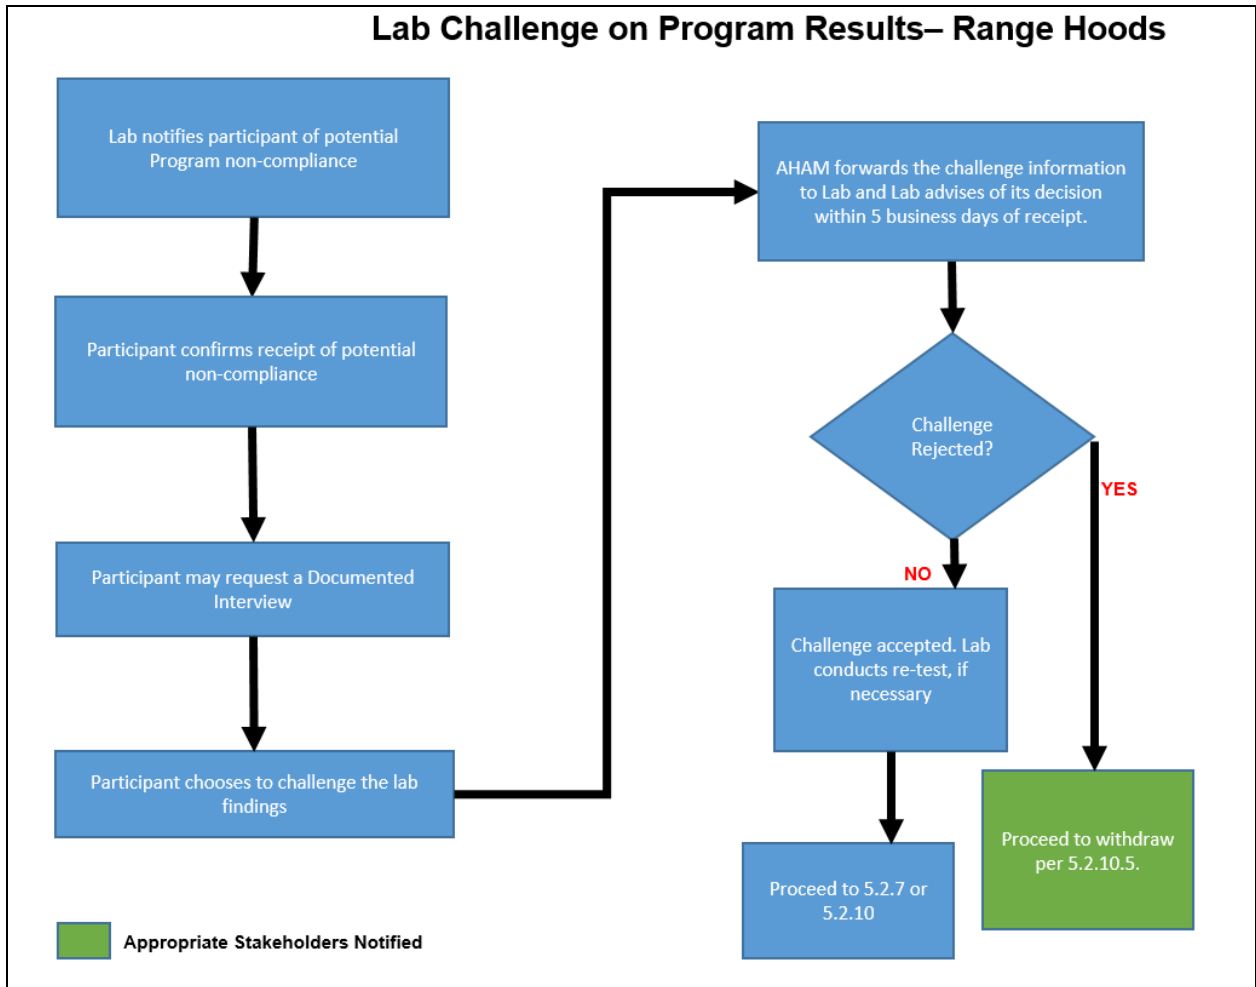 Lab Challenge on Program Results– Range Hoods
Lab notifies participant of potential
Program non-compliance
Participant confirms receipt of potential
non-compliance
Participant may request a Documented
Interview
Participant chooses to challenge the lab
findings
AHAM forwards the challenge information
to Lab and Lab advises of its decision
within 5 business days of receipt.
Challenge
Rejected?
YES
NO
Challenge accepted. Lab
conducts re-test, if
necessary
Proceed to withdraw
per 5.2.10.5.
Proceed to 5.2.7 or
5.2.10
Appropriate Stakeholders Notified